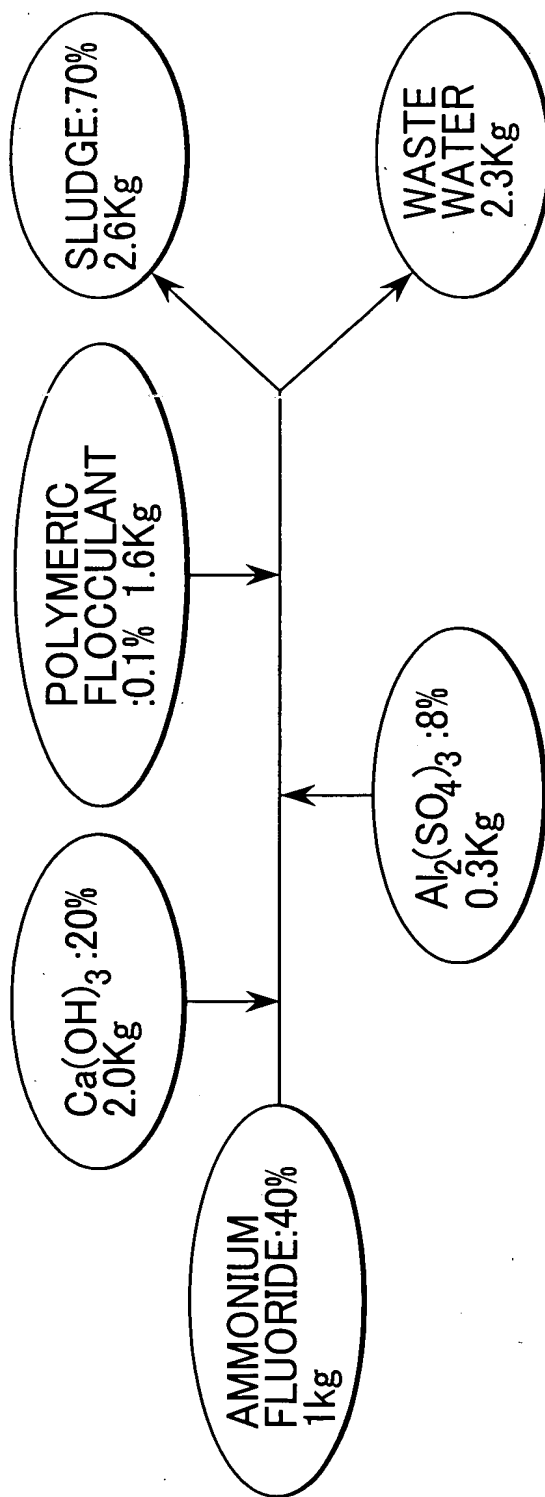 AMMONIUM
FLUORIDE:40%
1kg
Ca(OH)₃ :20%
2.0Kg
Al₂(SO₄)₃ :8%
0.3Kg
POLYMERIC
FLOCCULANT
:0.1% 1.6Kg
SLUDGE:70%
2.6Kg
WASTE
WATER
2.3Kg